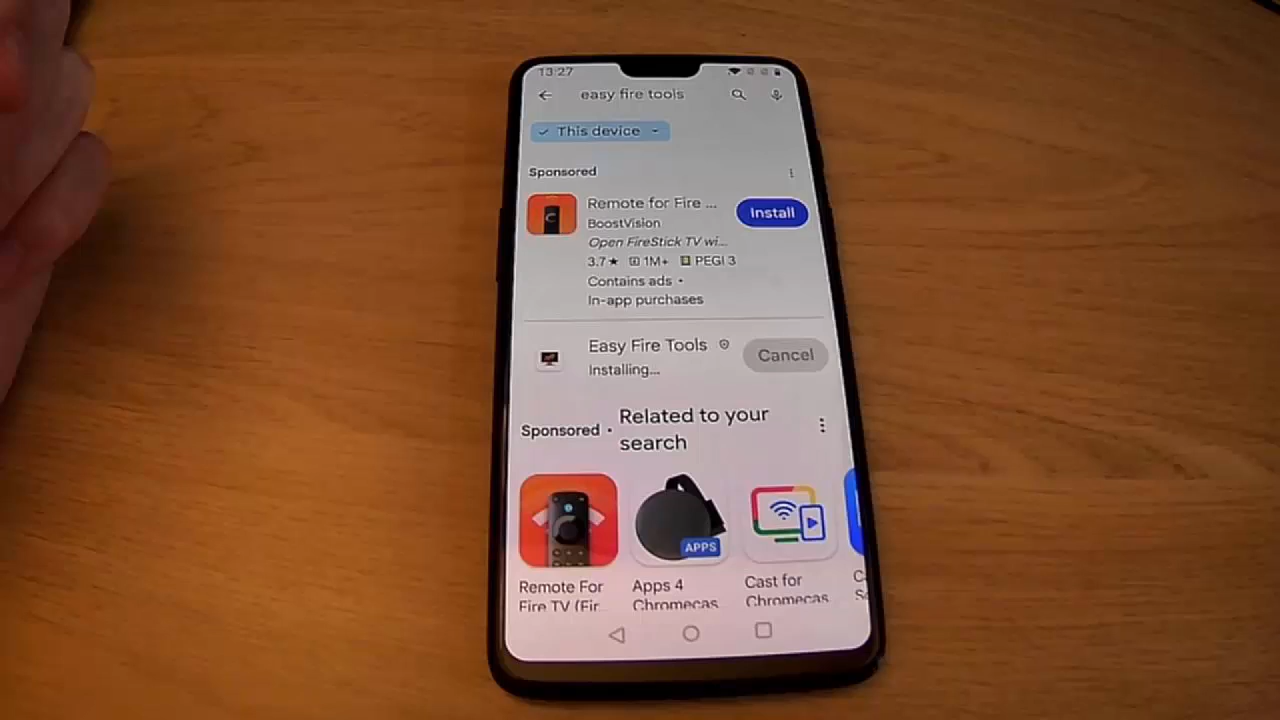 13:27
easy fire tools
This device
Sponsored
Remote for Fire ...
Install
BoostVision
Open FireStick TV wi...
3.7★ 1M+ PEGI 3
Contains ads •
In-app purchases
Easy Fire Tools
Cancel
Installing...
Sponsored •
Related to your
search
APPS
Remote For
Fire TV (Fir
Apps 4
Chromecas
Cast for
Chromecas